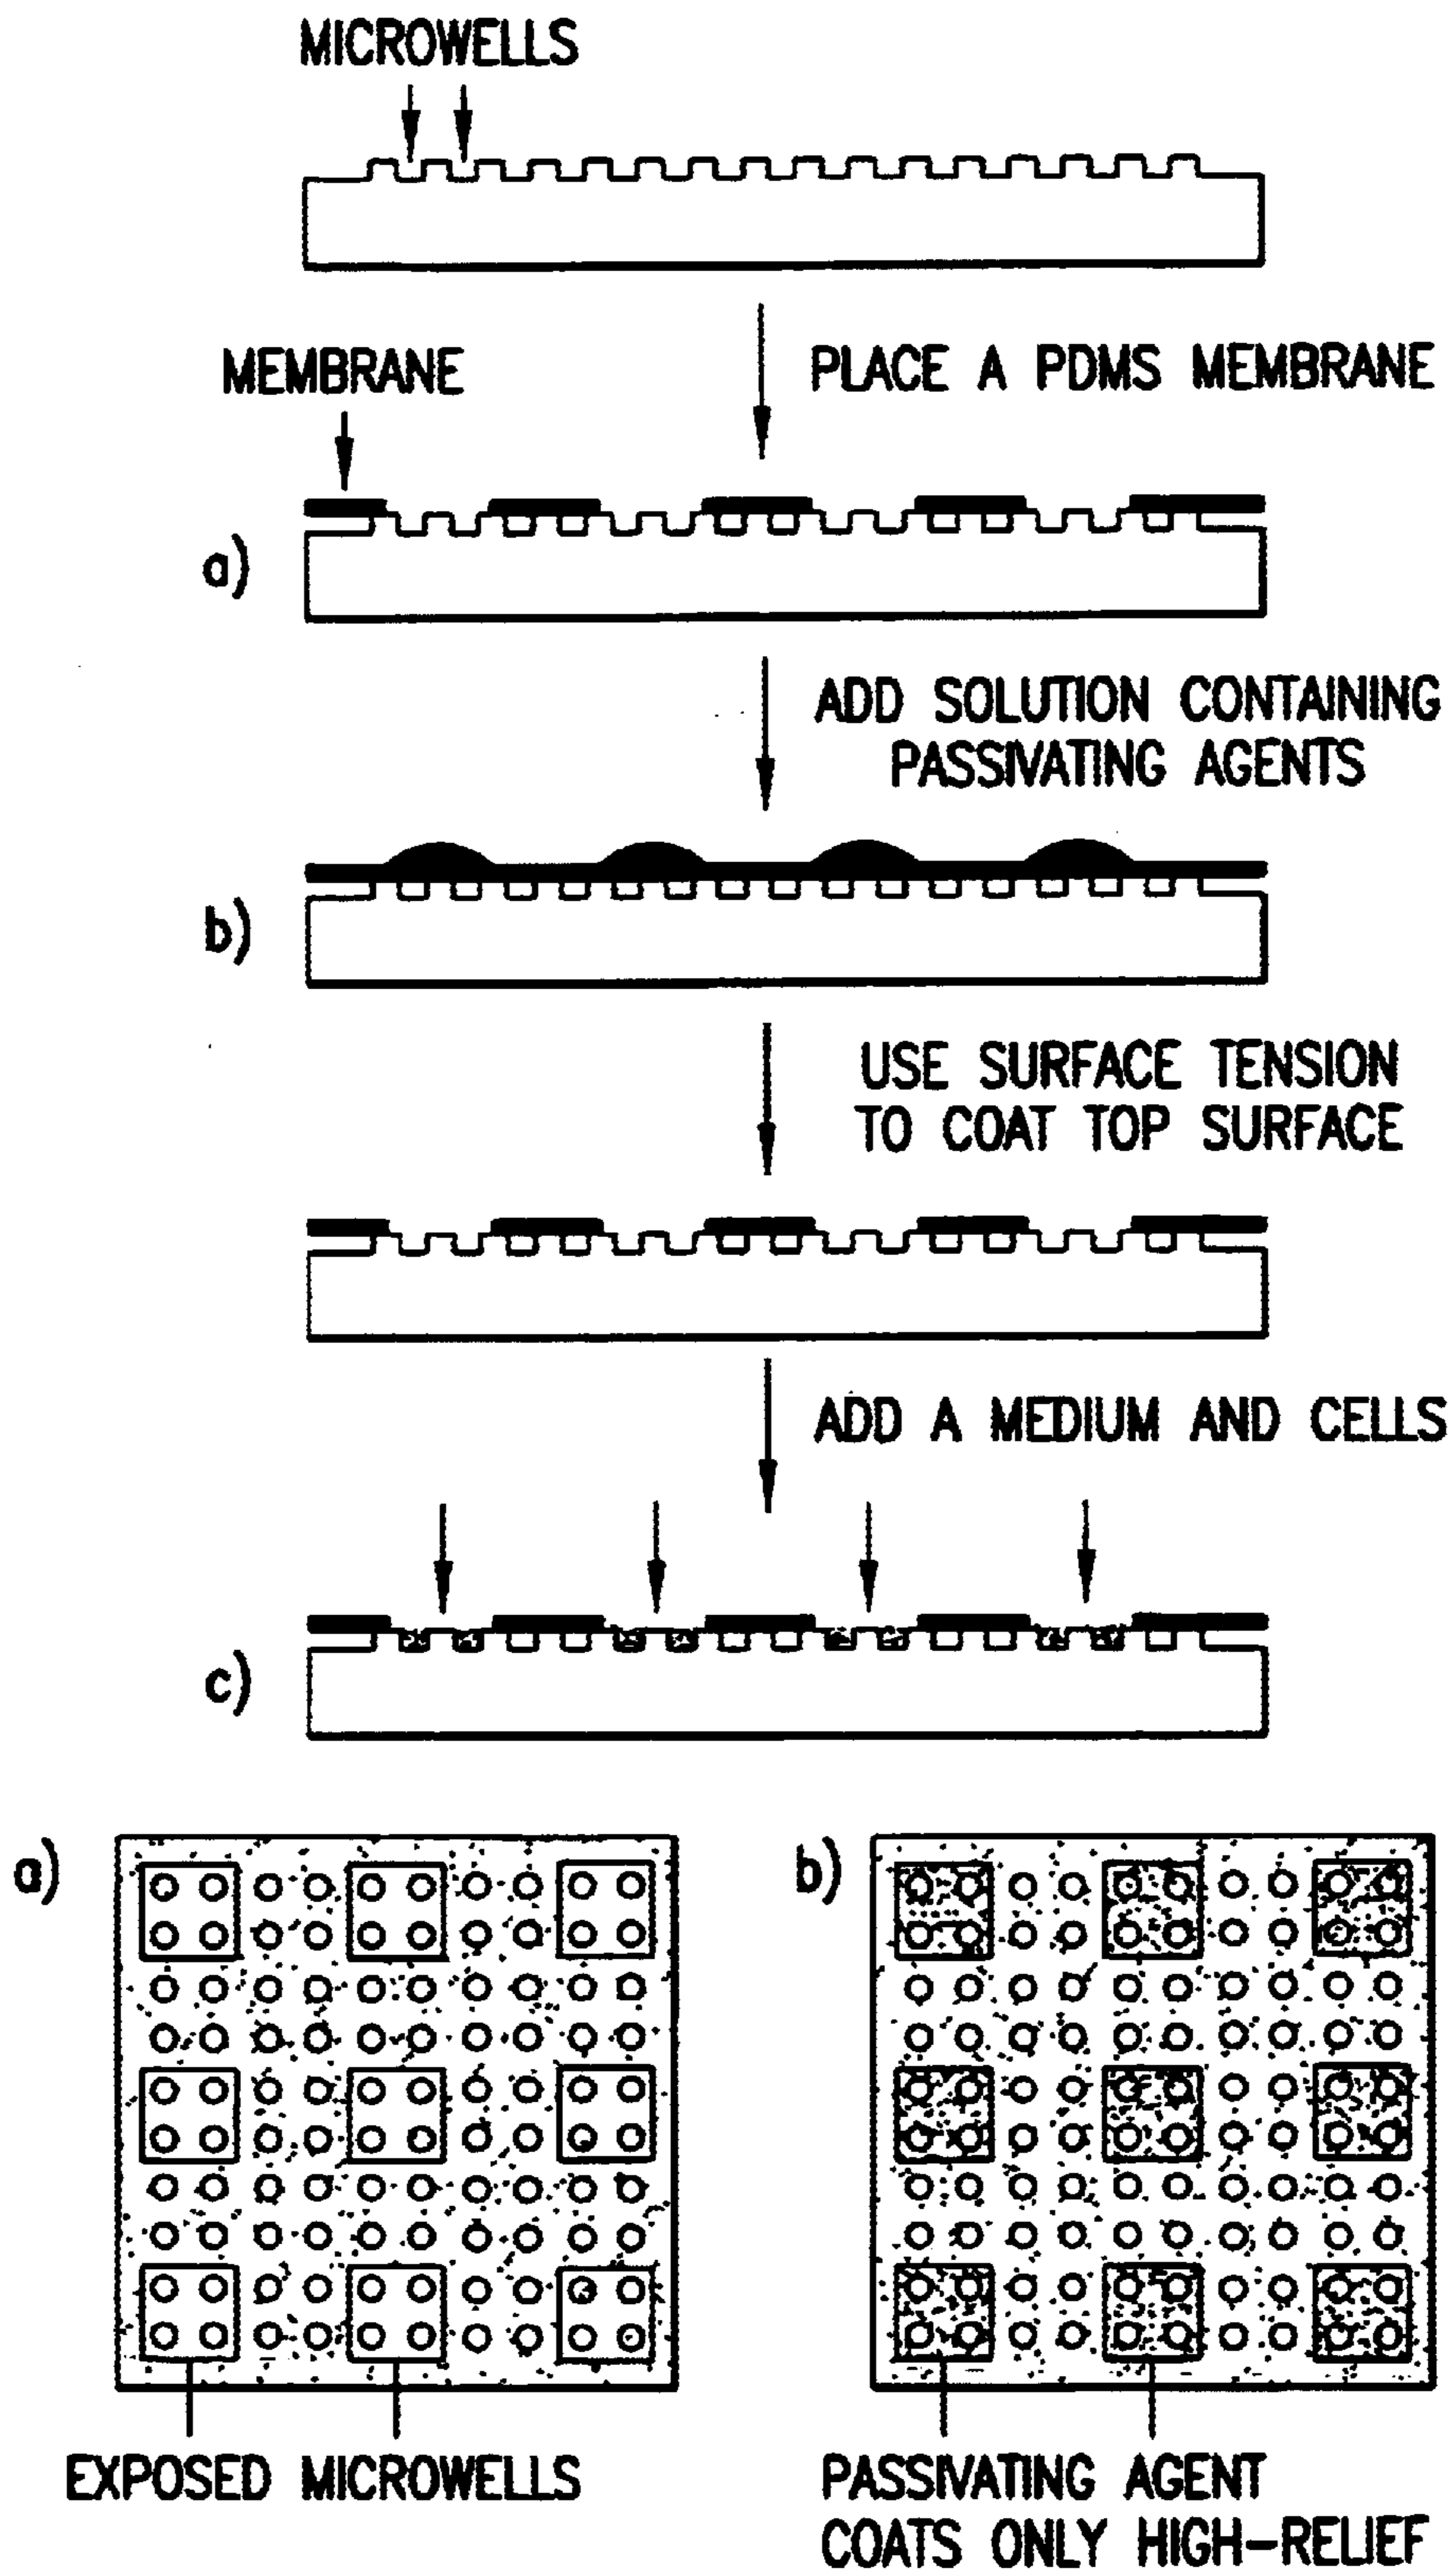 MICROWELLS
MEMBRANE
PLACE A PDMS MEMBRANE
a)
ADD SOLUTION CONTAINING
PASSIVATING AGENTS
b)
USE SURFACE TENSION
TO COAT TOP SURFACE
ADD A MEDIUM AND CELLS
c)
a)
b)
EXPOSED MICROWELLS
PASSIVATING AGENT
COATS ONLY HIGH-RELIEF